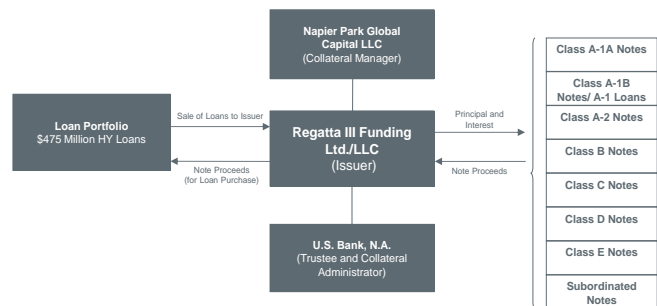 Napier Park Global
Capital LLC
(Collateral Manager)
Loan Portfolio
$475 Million HY Loans
Sale of Loans to Issuer
Note Proceeds
(for Loan Purchase)
Regatta III Funding
Ltd./LLC
(Issuer)
Principal and
Interest
Note Proceeds
U.S. Bank, N.A.
(Trustee and Collateral
Administrator)
Class A-1A Notes
Class A-1B
Notes/ A-1 Loans
Class A-2 Notes
Class B Notes
Class C Notes
Class D Notes
Class E Notes
Subordinated
Notes